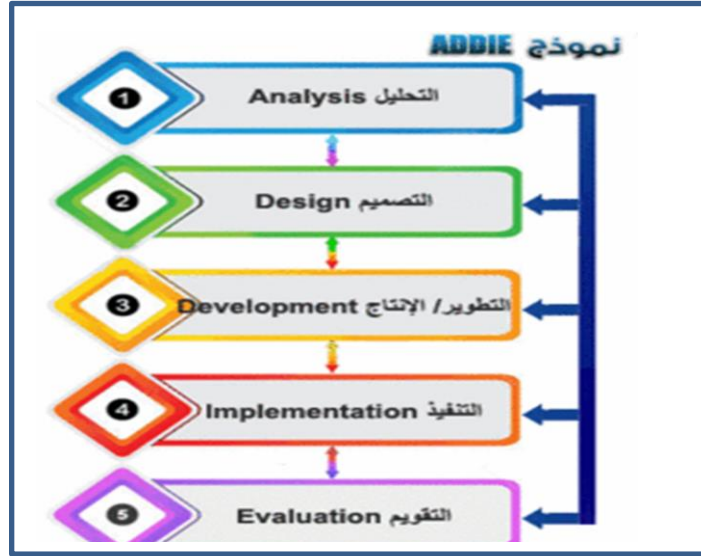 نموذج ADDIE
1
التحليل Analysis
2
التصميم Design
3
التطوير/ الإنتاج Development
4
التنفيذ Implementation
5
التقويم Evaluation